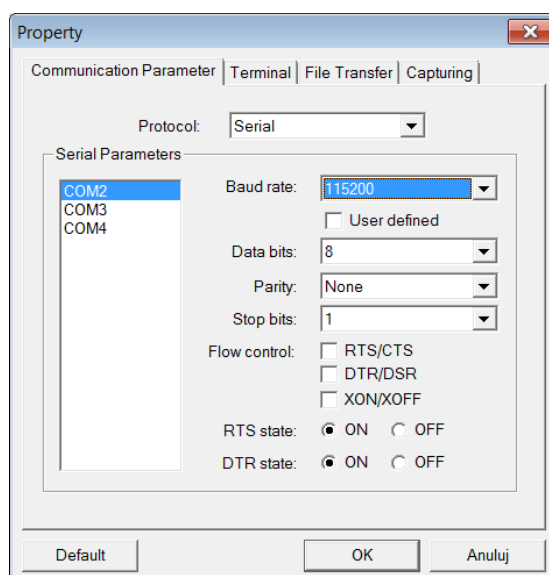 Property
Communication Parameter Terminal File Transfer Capturing
Protocol: Serial
Serial Parameters
COM2
COM3
COM4
Baud rate: 115200
User defined
Data bits: 8
Parity: None
Stop bits: 1
Flow control: RTS/CTS
DTR/DSR
XON/XOFF
RTS state: ON OFF
DTR state: ON OFF
Default OK Anuluj